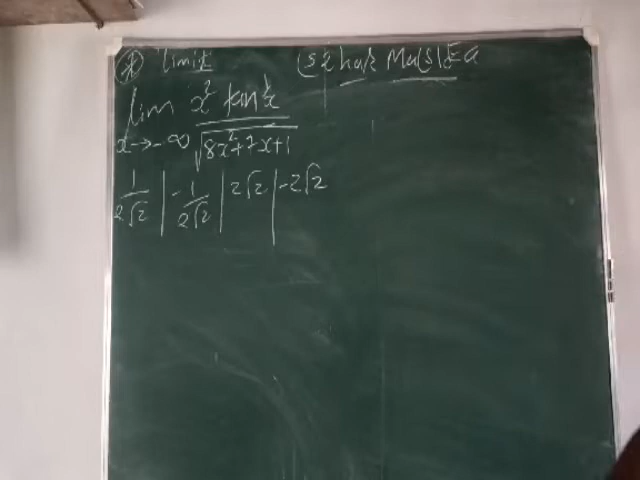 (*) limit
lim x² tan 1/x
x→-∞ √8x²+7x+1
1/2√2 | -1/2√2 | 2√2 | -2√2